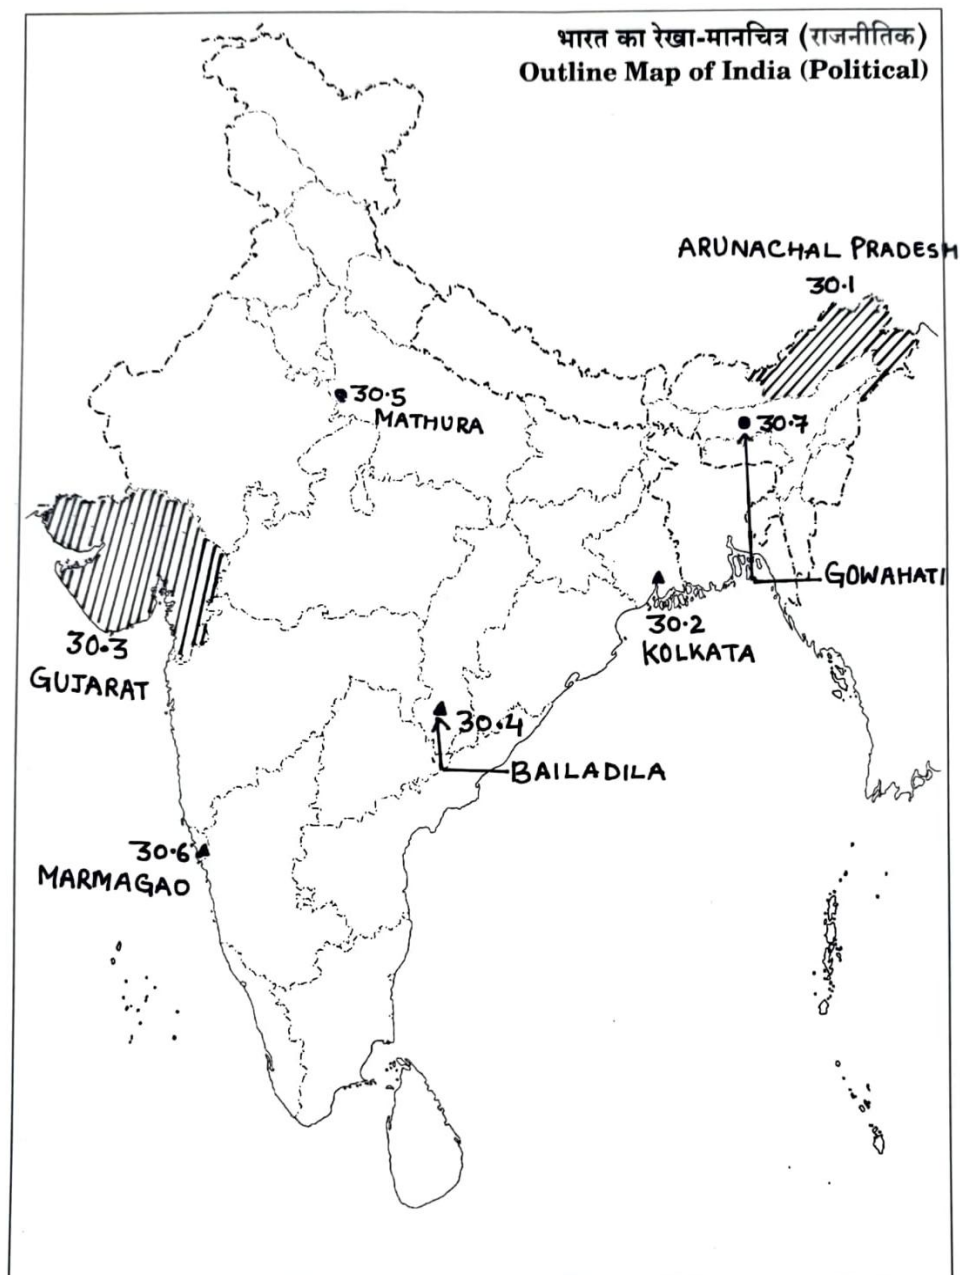 भारत का रेखा-मानचित्र (राजनीतिक)
Outline Map of India (Political)
ARUNACHAL PRADESH
30.1
30.5
MATHURA
30.7
GOWAHATI
30.2
KOLKATA
30.3
GUJARAT
30.4
BAILADILA
30.6
MARMAGAO